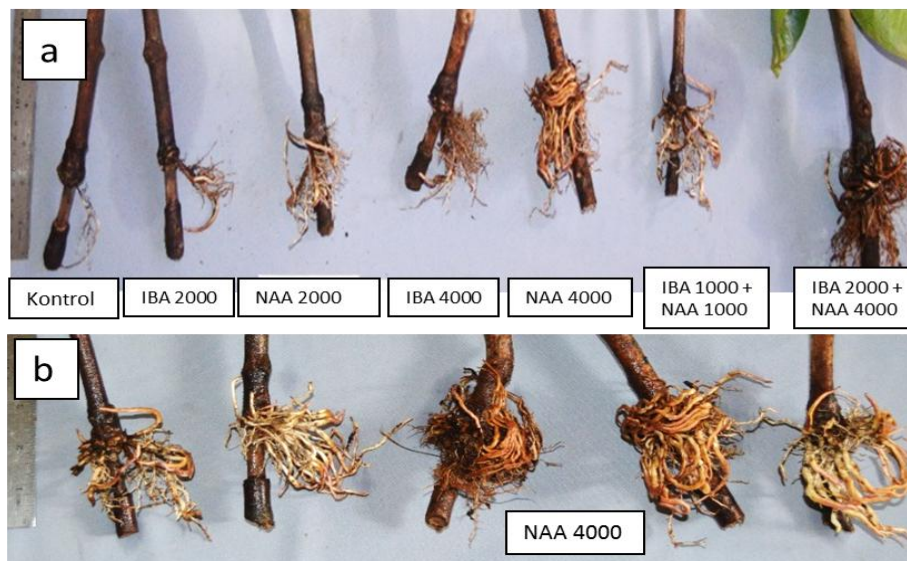 a
Kontrol
IBA 2000
NAA 2000
IBA 4000
NAA 4000
IBA 1000 +
NAA 1000
IBA 2000 +
NAA 4000
b
NAA 4000